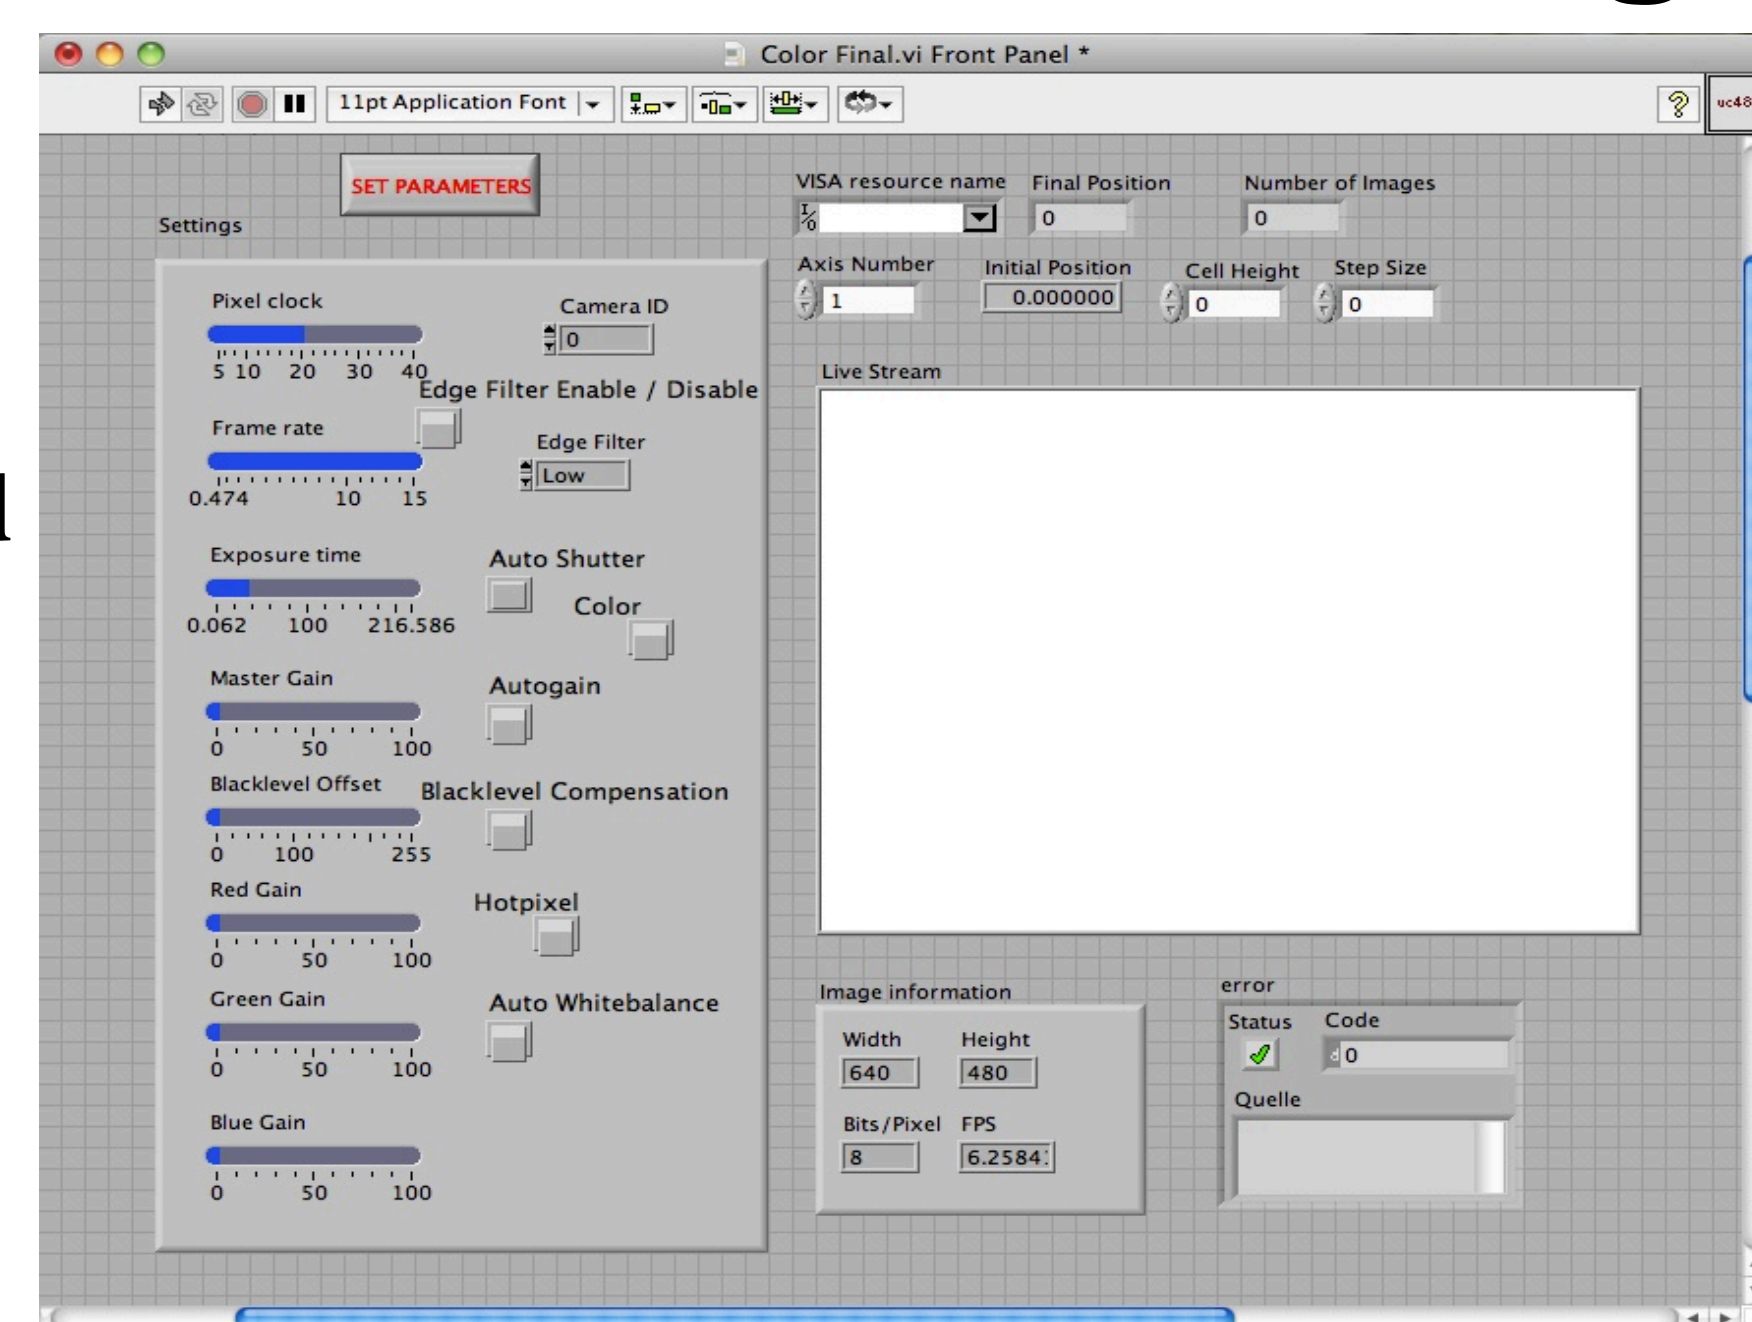 Color Final.vi Front Panel *
11pt Application Font
?
uc48
SET PARAMETERS
Settings
Pixel clock
5 10 20 30 40
Camera ID
0
Edge Filter Enable / Disable
Frame rate
0.474 10 15
Edge Filter
Low
Exposure time
0.062 100 216.586
Auto Shutter
Color
Master Gain
0 50 100
Autogain
Blacklevel Offset
0 100 255
Blacklevel Compensation
Red Gain
0 50 100
Hotpixel
Green Gain
0 50 100
Auto Whitebalance
Blue Gain
0 50 100
VISA resource name
I/O
Final Position
0
Number of Images
0
Axis Number
1
Initial Position
0.000000
Cell Height
0
Step Size
0
Live Stream
Image information
Width
640
Height
480
Bits/Pixel
8
FPS
6.2584
error
Status
Code
d 0
Quelle